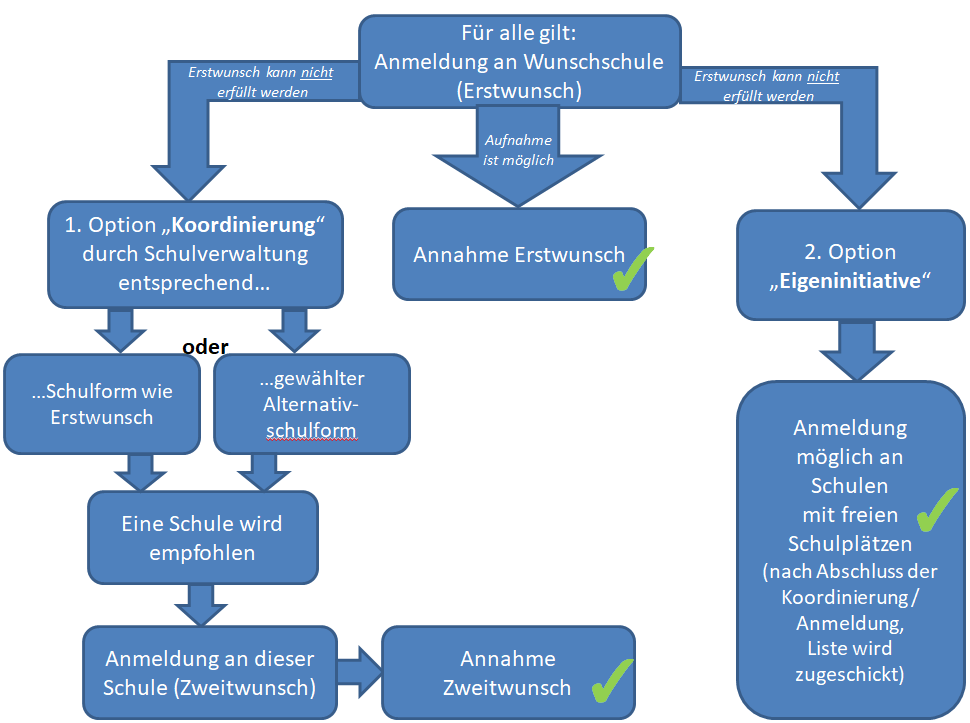 Für alle gilt:
Anmeldung an Wunschschule
(Erstwunsch)
Erstwunsch kann nicht
erfüllt werden
Aufnahme
ist möglich
Erstwunsch kann nicht
erfüllt werden
1. Option „Koordinierung“
durch Schulverwaltung
entsprechend…
Annahme Erstwunsch
2. Option
„Eigeninitiative“
oder
…Schulform wie
Erstwunsch
…gewählter
Alternativ-
schulform
Eine Schule wird
empfohlen
Anmeldung an dieser
Schule (Zweitwunsch)
Annahme
Zweitwunsch
Anmeldung
möglich an
Schulen
mit freien
Schulplätzen
(nach Abschluss der
Koordinierung /
Anmeldung,
Liste wird
zugeschickt)